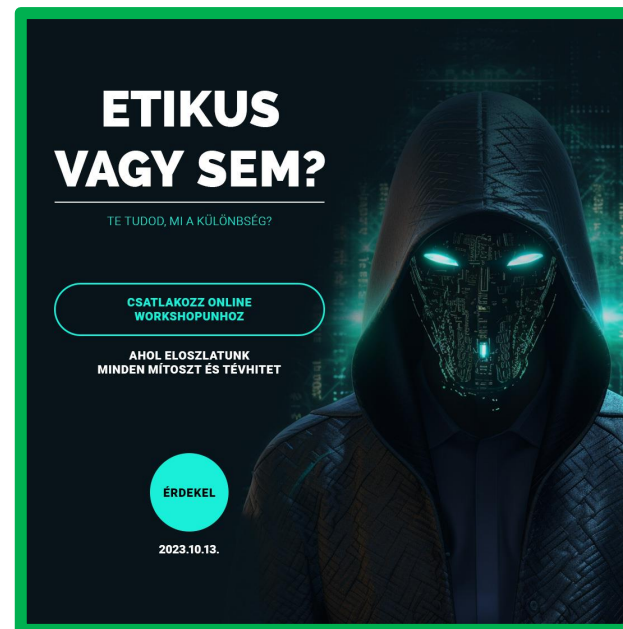 ETIKUS
VAGY SEM?
TE TUDOD, MI A KÜLÖNBSÉG?
CSATLAKOZZ ONLINE
WORKSHOPUNHOZ
AHOL ELOSZLATUNK
MINDEN MÍTOSZT ÉS TÉVHITET
ÉRDEKEL
2023.10.13.